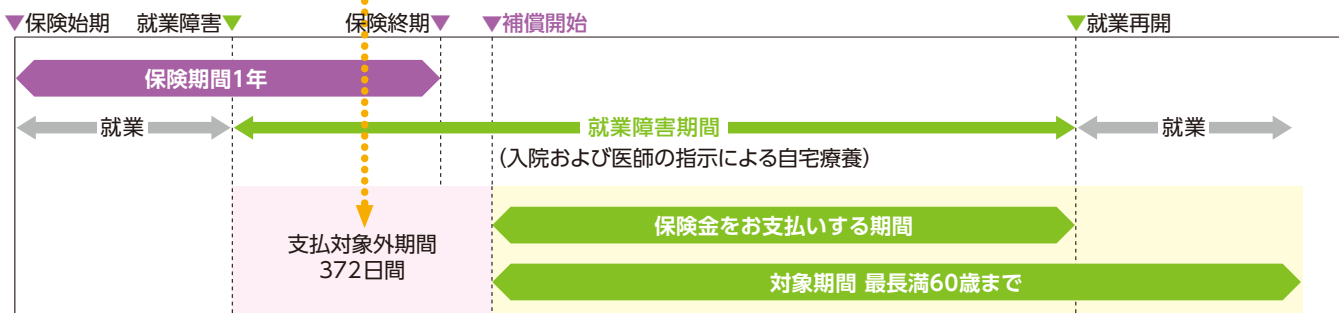 ▼保険始期 就業障害▼ 保険終期▼ ▼補償開始 ▼就業再開
保険期間1年
就業 就業障害期間 就業
(入院および医師の指示による自宅療養)
保険金をお支払いする期間
支払対象外期間
372日間
対象期間 最長満60歳まで